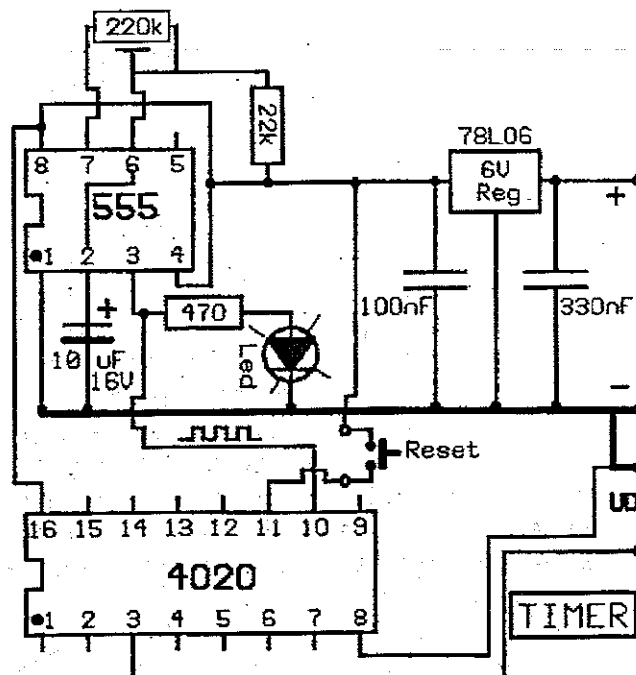 220k
22k
78L06
6V
Reg
+
8 7 6 5
555
1 2 3 4
470
100nF
330nF
+
10 uF
16V
Led
-
Reset
16 15 14 13 12 11 10 9
UD
4020
1 2 3 4 5 6 7 8
TIMER